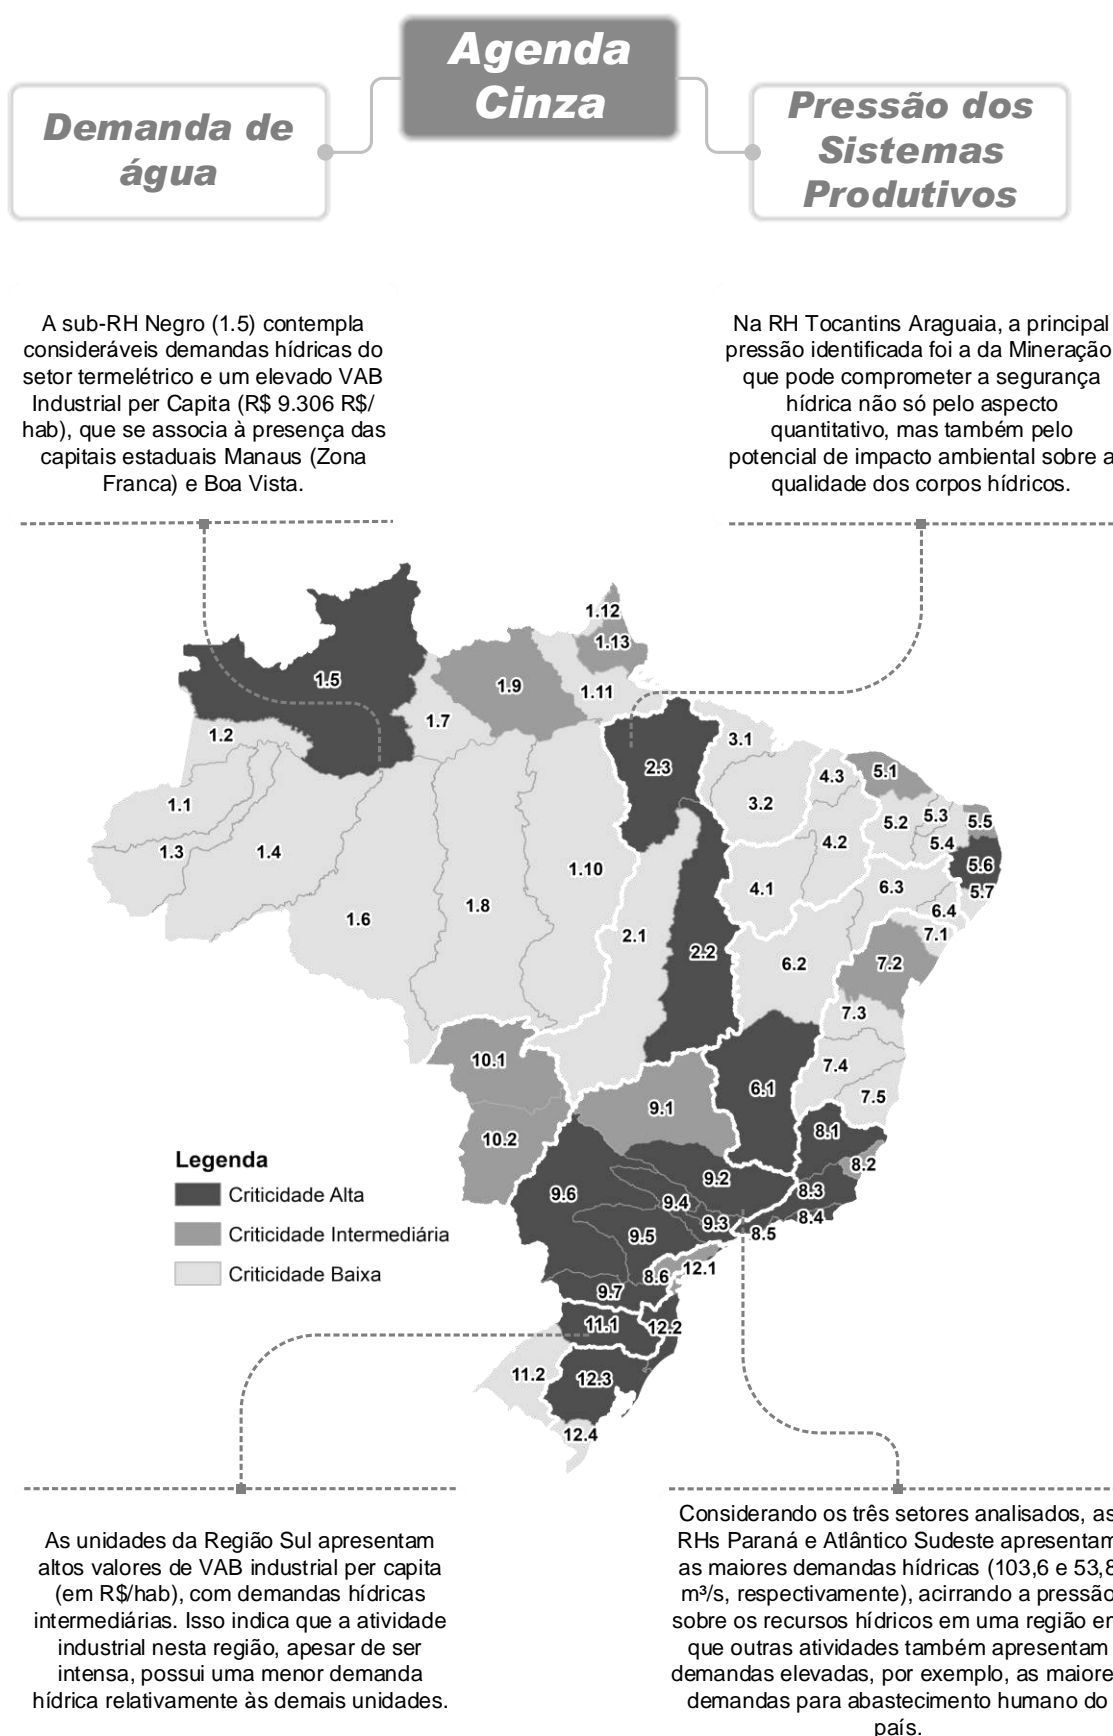 Agenda
Cinza
Demanda de
água
Pressão dos
Sistemas
Produtivos
A sub-RH Negro (1.5) contempla
consideráveis demandas hídricas do
setor termelétrico e um elevado VAB
Industrial per Capita (R$ 9.306 R$/
hab), que se associa à presença das
capitais estaduais Manaus (Zona
Franca) e Boa Vista.
Na RH Tocantins Araguaia, a principal
pressão identificada foi a da Mineração
que pode comprometer a segurança
hídrica não só pelo aspecto
quantitativo, mas também pelo
potencial de impacto ambiental sobre a
qualidade dos corpos hídricos.
1.12
1.13
1.5
1.9
1.11
1.7
1.2
3.1
2.3
4.3
5.1
1.1
3.2
5.2
5.3
5.5
4.2
5.4
1.3
1.4
1.10
5.6
4.1
6.3
5.7
1.6
1.8
6.4
2.1
7.1
2.2
6.2
7.2
7.3
10.1
7.4
6.1
7.5
9.1
10.2
8.1
8.2
9.2
9.6
9.4
8.3
9.3
8.4
9.5
8.5
8.6
12.1
9.7
11.1
12.2
11.2
12.3
12.4
Legenda
Criticidade Alta
Criticidade Intermediária
Criticidade Baixa
As unidades da Região Sul apresentam
altos valores de VAB industrial per capita
(em R$/hab), com demandas hídricas
intermediárias. Isso indica que a atividade
industrial nesta região, apesar de ser
intensa, possui uma menor demanda
hídrica relativamente às demais unidades.
Considerando os três setores analisados, as
RHs Paraná e Atlântico Sudeste apresentam
as maiores demandas hídricas (103,6 e 53,8
m³/s, respectivamente), acirrando a pressão
sobre os recursos hídricos em uma região em
que outras atividades também apresentam
demandas elevadas, por exemplo, as maiores
demandas para abastecimento humano do
país.